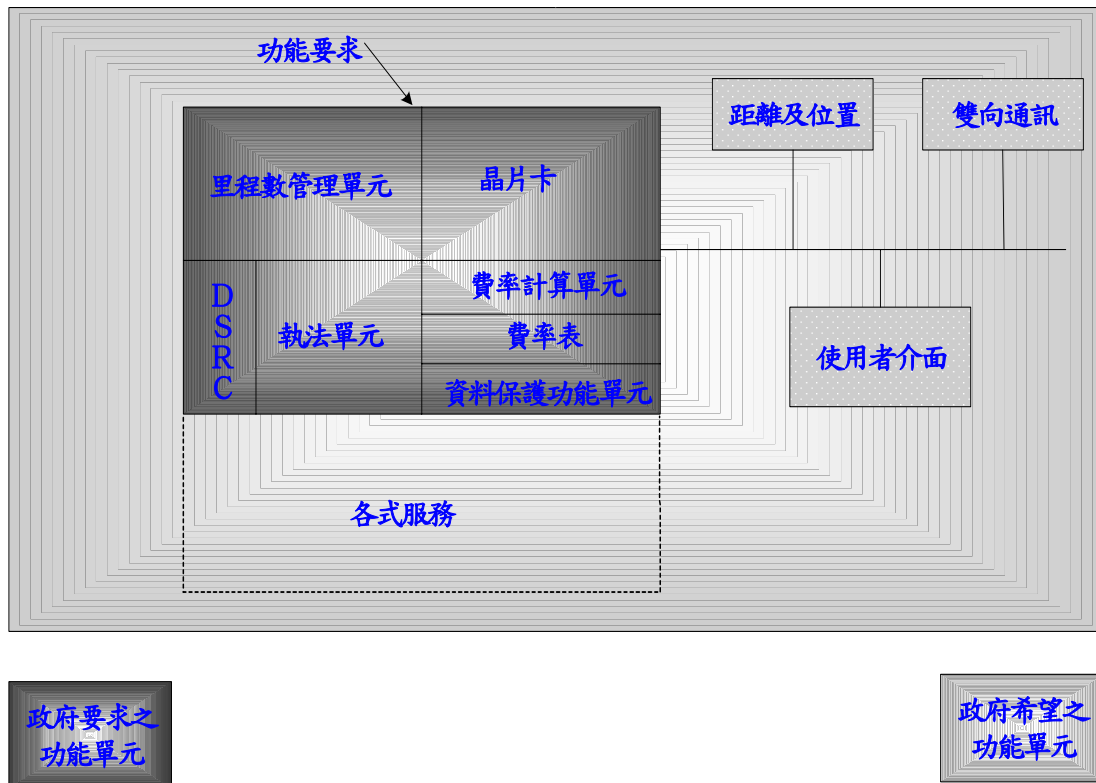 功能要求
距離及位置
雙向通訊
里程數管理單元
晶片卡
DSRC
執法單元
費率計算單元
費率表
資料保護功能單元
使用者介面
各式服務
政府要求之
功能單元
政府希望之
功能單元